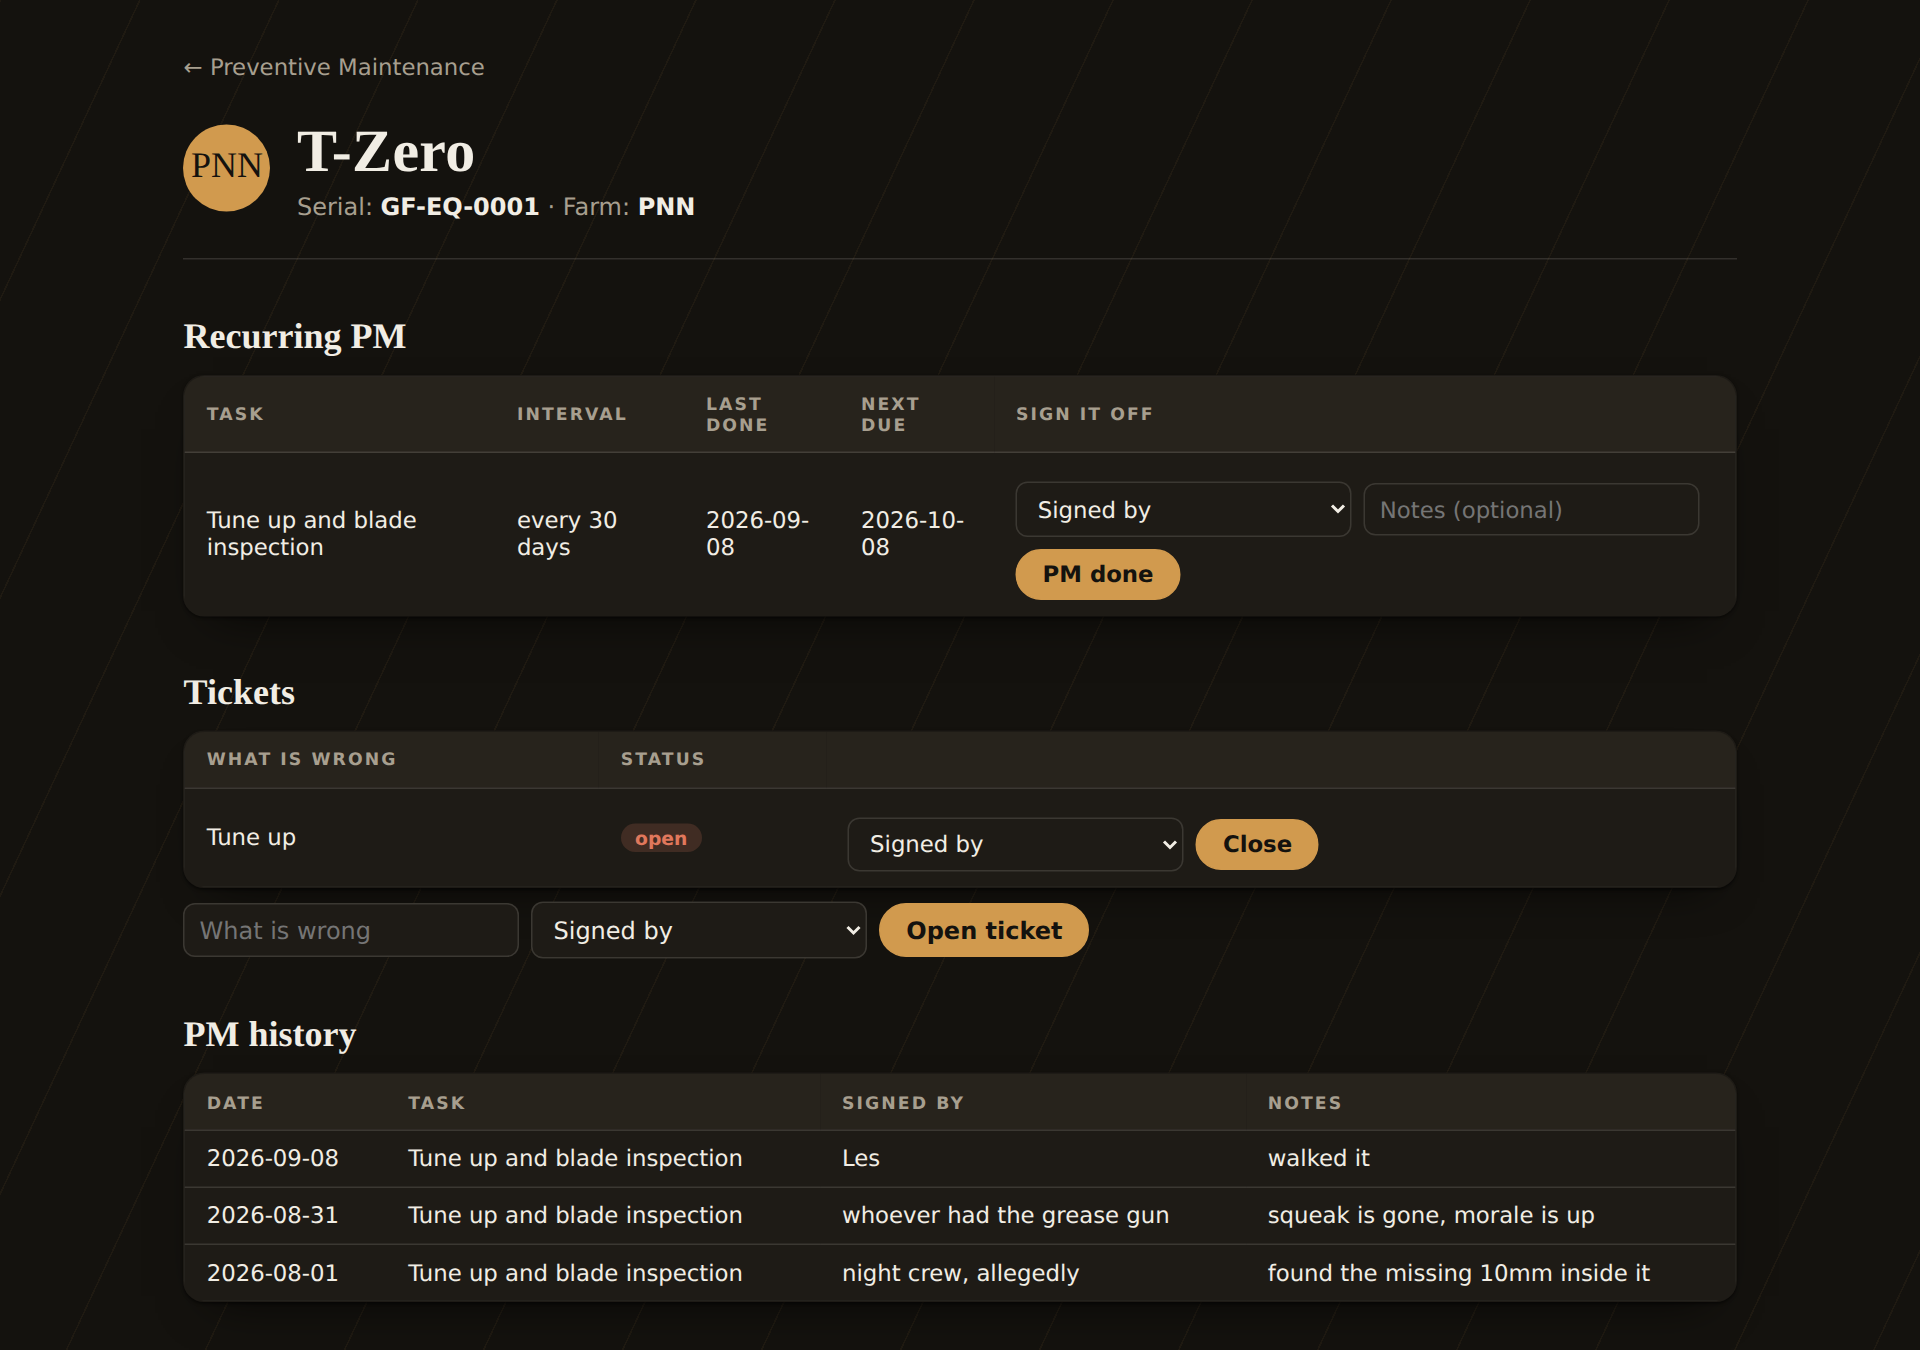 ← Preventive Maintenance
PNN
T-Zero
Serial: GF-EQ-0001 · Farm: PNN
Recurring PM
TASK INTERVAL LAST DONE NEXT DUE SIGN IT OFF
Tune up and blade inspection every 30 days 2026-09-08 2026-10-08 Signed by Notes (optional)
PM done
Tickets
WHAT IS WRONG STATUS
Tune up open Signed by Close
What is wrong Signed by Open ticket
PM history
DATE TASK SIGNED BY NOTES
2026-09-08 Tune up and blade inspection Les walked it
2026-08-31 Tune up and blade inspection whoever had the grease gun squeak is gone, morale is up
2026-08-01 Tune up and blade inspection night crew, allegedly found the missing 10mm inside it